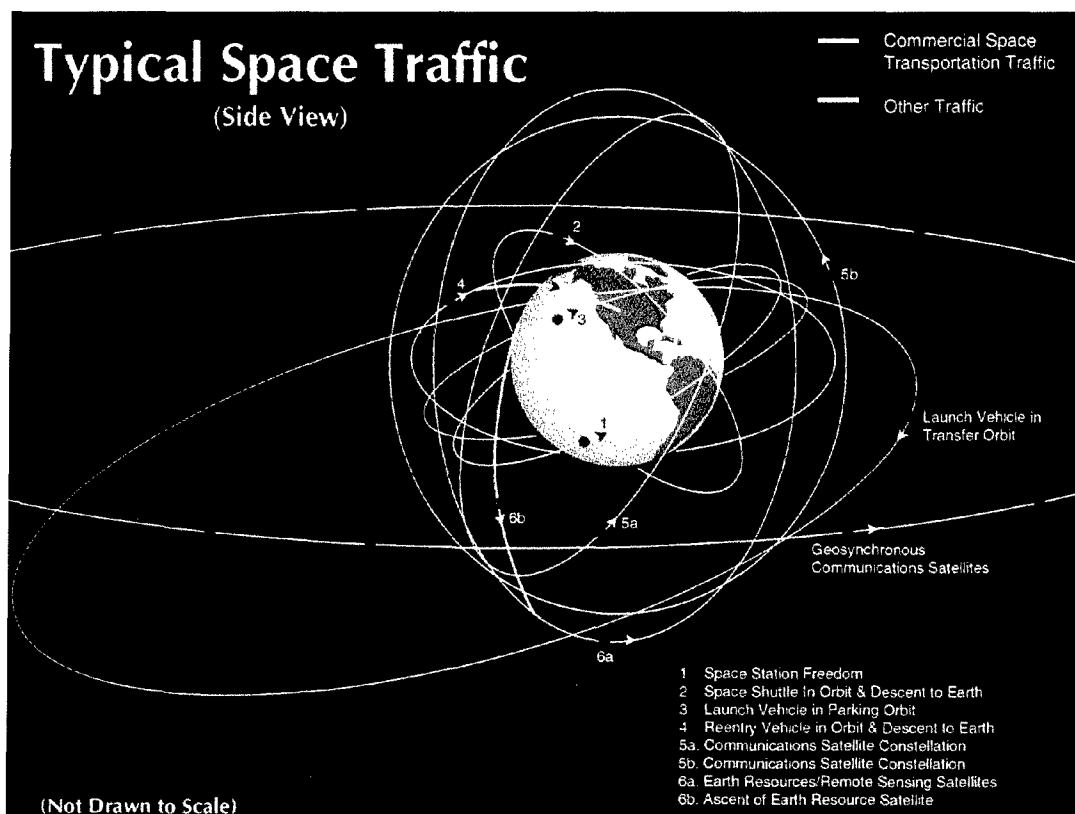 Typical Space Traffic
(Side View)
Commercial Space
Transportation Traffic
Other Traffic
2
4
5b
3
Launch Vehicle in
Transfer Orbit
1
6b
5a
Geosynchronous
Communications Satellites
6a
1 Space Station Freedom
2 Space Shuttle In Orbit & Descent to Earth
3 Launch Vehicle in Parking Orbit
4 Reentry Vehicle in Orbit & Descent to Earth
5a. Communications Satellite Constellation
5b. Communications Satellite Constellation
6a. Earth Resources/Remote Sensing Satellites
6b. Ascent of Earth Resource Satellite
(Not Drawn to Scale)